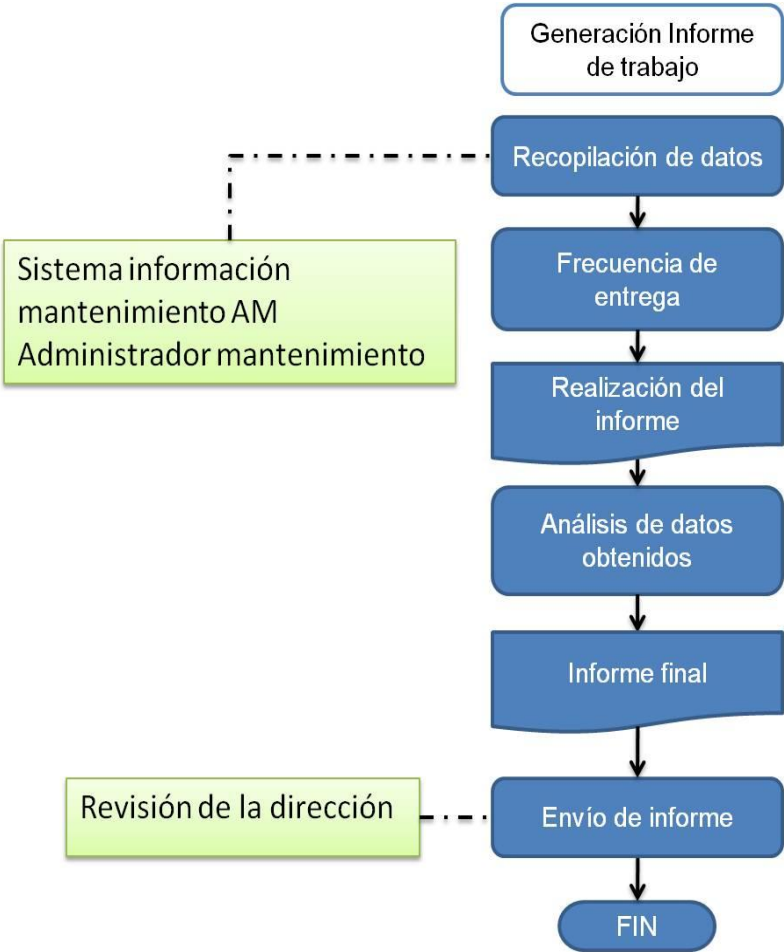 Generación Informe
de trabajo
Recopilación de datos
Sistema información
mantenimiento AM
Administrador mantenimiento
Frecuencia de
entrega
Realización del
informe
Análisis de datos
obtenidos
Informe final
Revisión de la dirección
Envío de informe
FIN